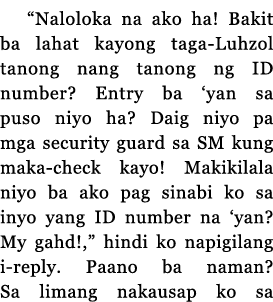 “Naloloka na ako ha! Bakit
ba lahat kayong taga-Luhzol
tanong nang tanong ng ID
number? Entry ba ‘yan sa
puso niyo ha? Daig niyo pa
mga security guard sa SM kung
maka-check kayo! Makikilala
niyo ba ako pag sinabi ko sa
inyo yang ID number na ‘yan?
My gahd!,” hindi ko napigilang
i-reply. Paano ba naman?
Sa limang nakausap ko sa